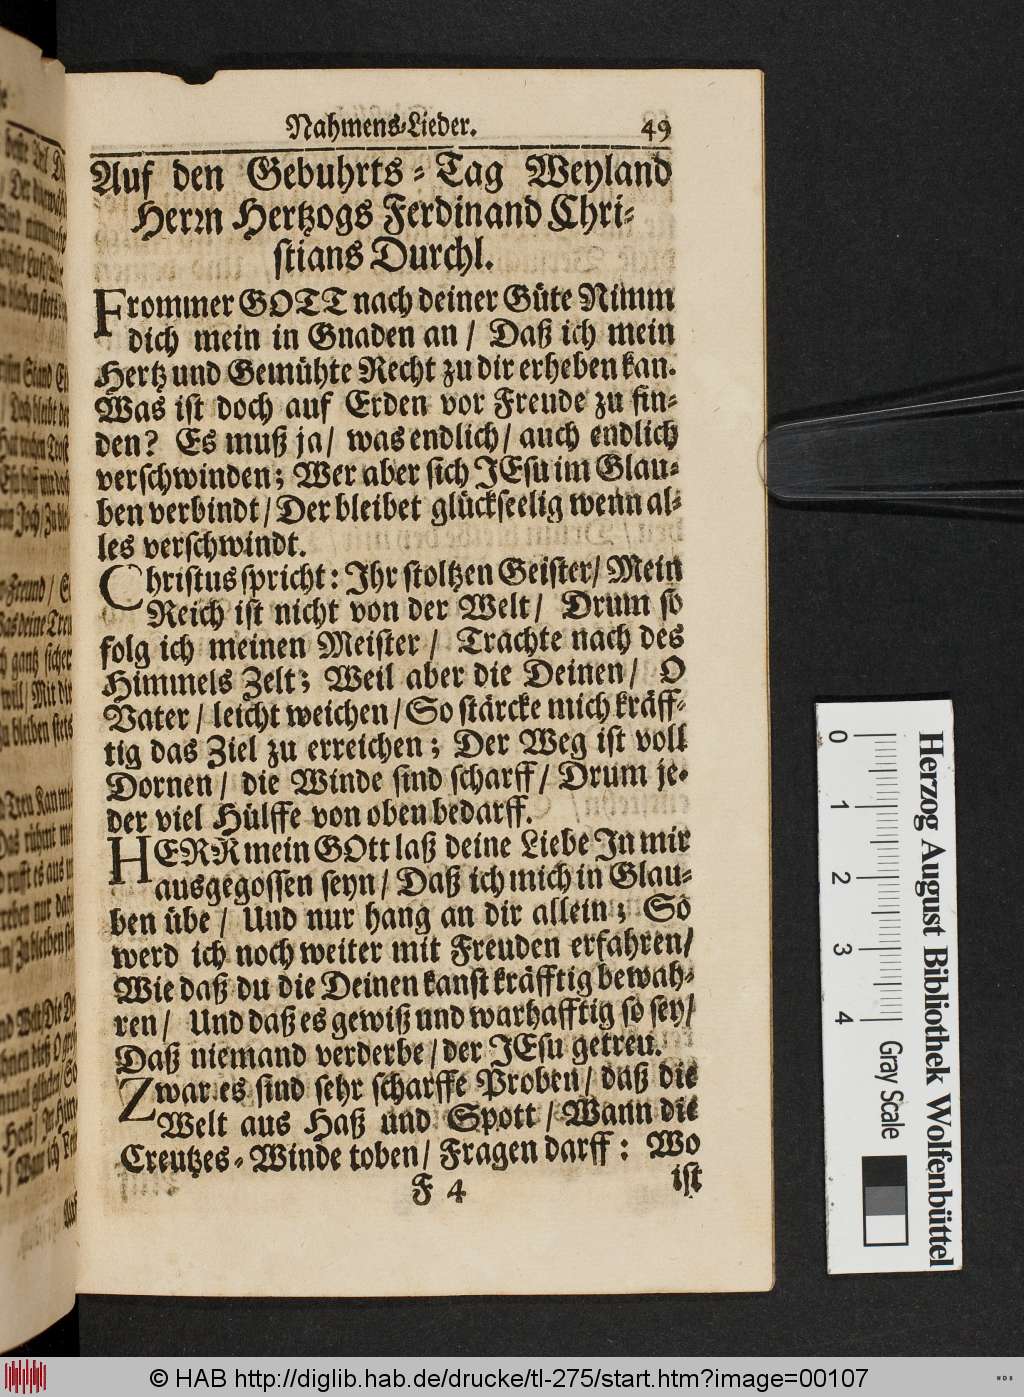 Nahmens-Lieder. 49
Auf den Gebuhrts-Tag Weyland
Herrn Hertzogs Ferdinand Chri-
stians Durchl.
Frommer GOTT nach deiner Güte Nimm
dich mein in Gnaden an / Daß ich mein
Hertz und Gemühte Recht zu dir erheben kan.
Was ist doch auf Erden vor Freude zu fin-
den? Es muß ja / was endlich / auch endlich
verschwinden; Wer aber sich JEsu im Glau-
ben verbindt / Der bleibet glückseelig wenn al-
les verschwindt.
Christus spricht: Ihr stoltzen Geister / Mein
Reich ist nicht von der Welt / Drum so
folg ich meinen Meister / Trachte nach des
Himmels Zelt; Weil aber die Deinen / O
Vater / leicht weichen / So stärcke mich kräff-
tig das Ziel zu erreichen; Der Weg ist voll
Dornen / die Winde sind scharff / Drum je-
der viel Hülffe von oben bedarff.
HERR mein GOtt laß deine Liebe In mir
ausgegossen seyn / Daß ich mich in Glau-
ben übe / Und nur hang an dir allein; So
werd ich noch weiter mit Freuden erfahren /
Wie daß du die Deinen kanst kräfftig bewah-
ren / Und daß es gewiß und warhafftig so sey /
Daß niemand verderbe / der JEsu getreu.
Zwar es sind sehr scharffe Proben / daß die
Welt aus Haß und Spott / Wann die
Creutzes-Winde toben / Fragen darff: Wo
F 4 ist
Herzog August Bibliothek Wolfenbüttel
0 1 2 3 4 Gray Scale
© HAB http://diglib.hab.de/drucke/tl-275/start.htm?image=00107